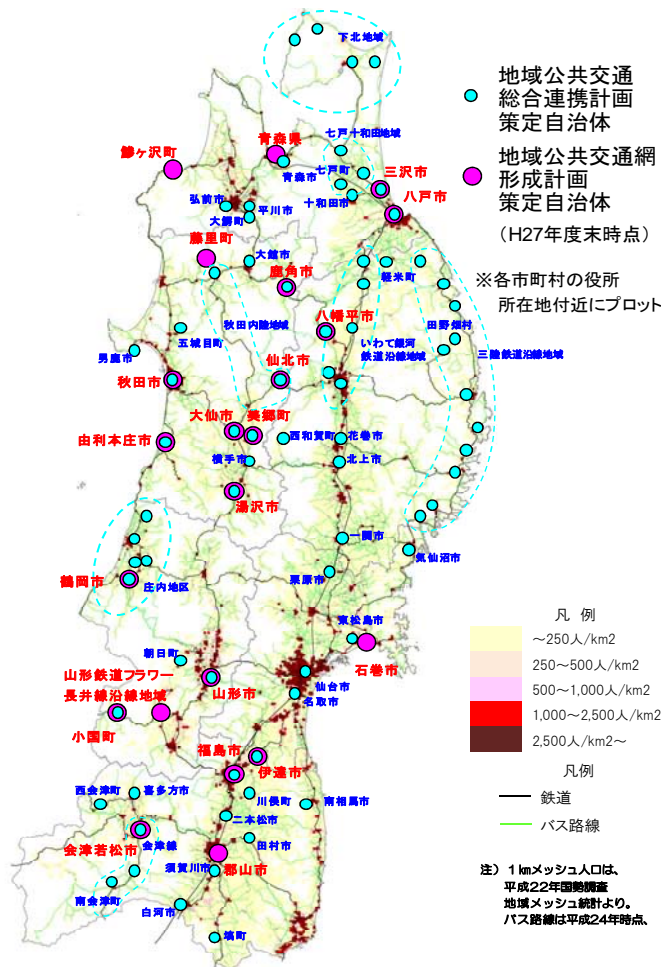 下北地域
地域公共交通
総合連携計画
策定自治体
地域公共交通網
形成計画
策定自治体
(H27年度末時点)
※各市町村の役所
所在地付近にプロット
七戸十和田地域
青森県
鰺ヶ沢町
青森市
七戸町
三沢市
弘前市
平川市
十和田市
八戸市
大鰐町
藤里町
大館市
鹿角市
軽米町
八幡平市
秋田内陸地域
田野畑村
五城目町
いわて銀河
鉄道沿線地域
男鹿市
三陸鉄道沿線地域
仙北市
秋田市
大仙市
美郷町
由利本荘市
西和賀町
花巻市
横手市
北上市
湯沢市
一関市
気仙沼市
栗原市
鶴岡市
庄内地区
東松島市
朝日町
石巻市
山形鉄道フラワー
長井線沿線地域
山形市
仙台市
名取市
小国町
福島市
伊達市
西会津町
喜多方市
川俣町
南相馬市
二本松市
会津若松市
会津線
田村市
須賀川市
郡山市
南会津町
白河市
塙町
凡 例
～250人/km2
250～500人/km2
500～1,000人/km2
1,000～2,500人/km2
2,500人/km2～
凡例
鉄道
バス路線
注) 1kmメッシュ人口は、
平成22年国勢調査
地域メッシュ統計より。
バス路線は平成24年時点、